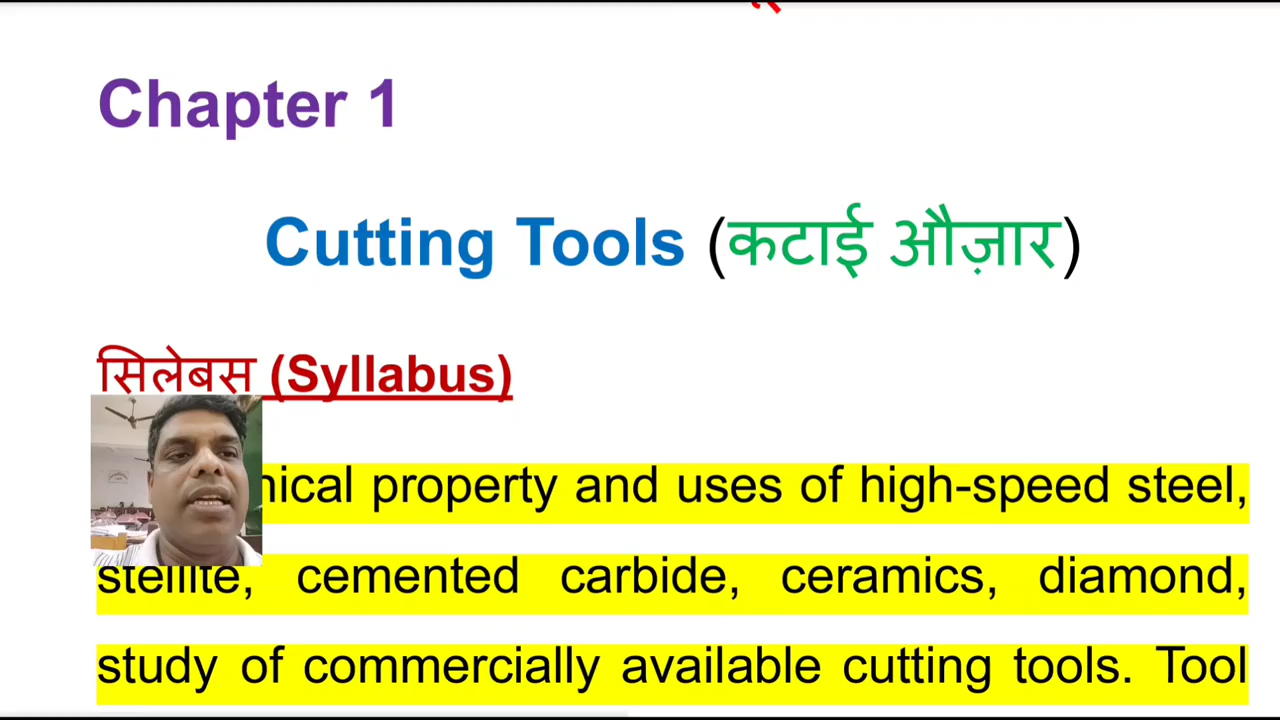 Chapter 1
Cutting Tools (कटाई औज़ार)
सिलेबस (Syllabus)
property and uses of high-speed steel,
stellite, cemented carbide, ceramics, diamond,
study of commercially available cutting tools. Tool